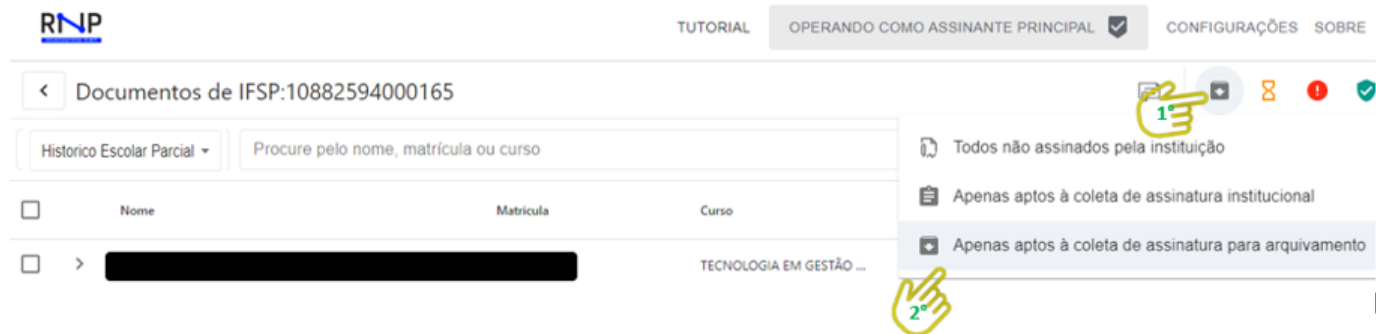 RNP
TUTORIAL
OPERANDO COMO ASSINANTE PRINCIPAL
CONFIGURAÇÕES
SOBRE
Documentos de IFSP:10882594000165
1º
Historico Escolar Parcial
Procure pelo nome, matrícula ou curso
Todos não assinados pela instituição
Apenas aptos à coleta de assinatura institucional
Apenas aptos à coleta de assinatura para arquivamento
Nome
Matricula
Curso
TECNOLOGIA EM GESTÃO ...
2º